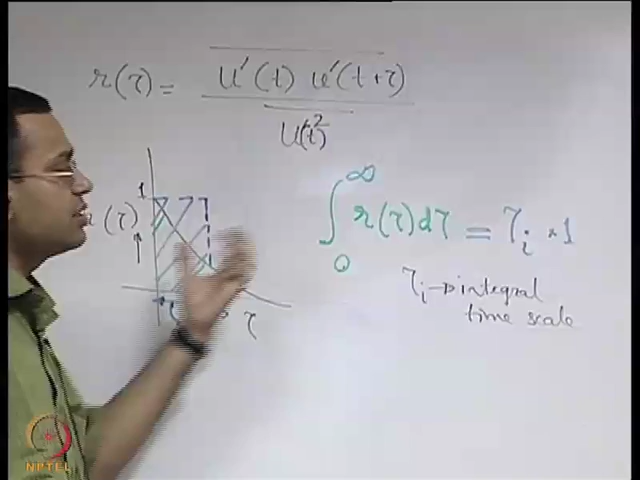 r(τ) = u'(t) u'(t+τ)
u(t)²
1
r(τ)
∞
∫ r(τ) dτ = τi * 1
0
τi → integral
time scale
τ
NPTEL